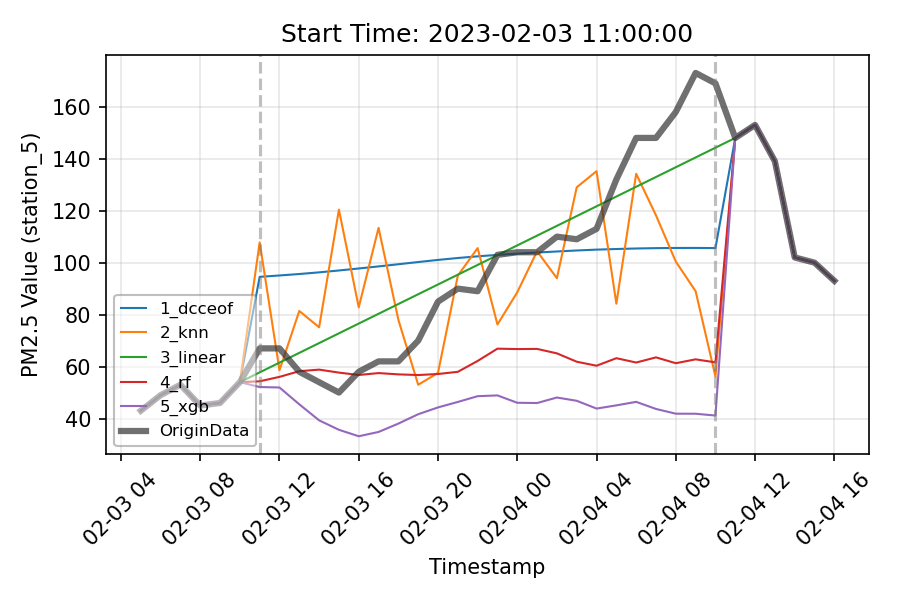 Start Time: 2023-02-03 11:00:00
PM2.5 Value (station_5)
160
140
120
100
80
60
40
1_dcceof
2_knn
3_linear
4_rf
5_xgb
OriginData
02-03 04
02-03 08
02-03 12
02-03 16
02-03 20
02-04 00
02-04 04
02-04 08
02-04 12
02-04 16
Timestamp